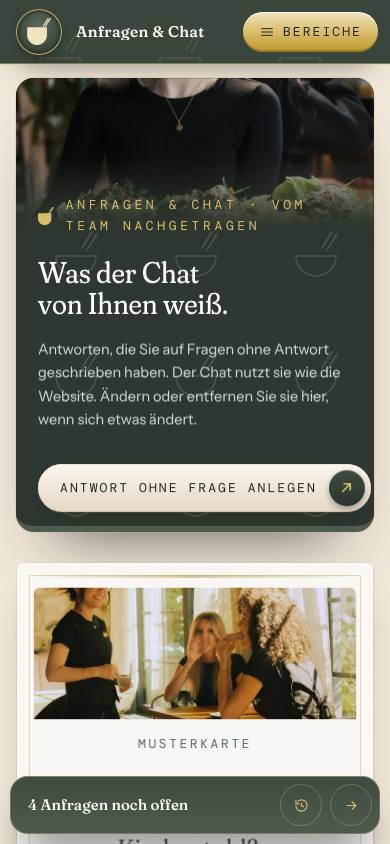 Anfragen & Chat
BEREICHE
ANFRAGEN & CHAT · VOM
TEAM NACHGETRAGEN
Was der Chat
von Ihnen weiß.
Antworten, die Sie auf Fragen ohne Antwort
geschrieben haben. Der Chat nutzt sie wie die
Website. Ändern oder entfernen Sie sie hier,
wenn sich etwas ändert.
ANTWORT OHNE FRAGE ANLEGEN
MUSTERKARTE
4 Anfragen noch offen